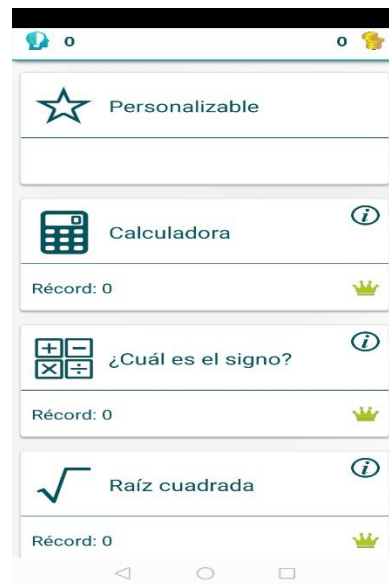 0 0
Personalizable
Calculadora
Récord: 0
¿Cuál es el signo?
Récord: 0
Raíz cuadrada
Récord: 0